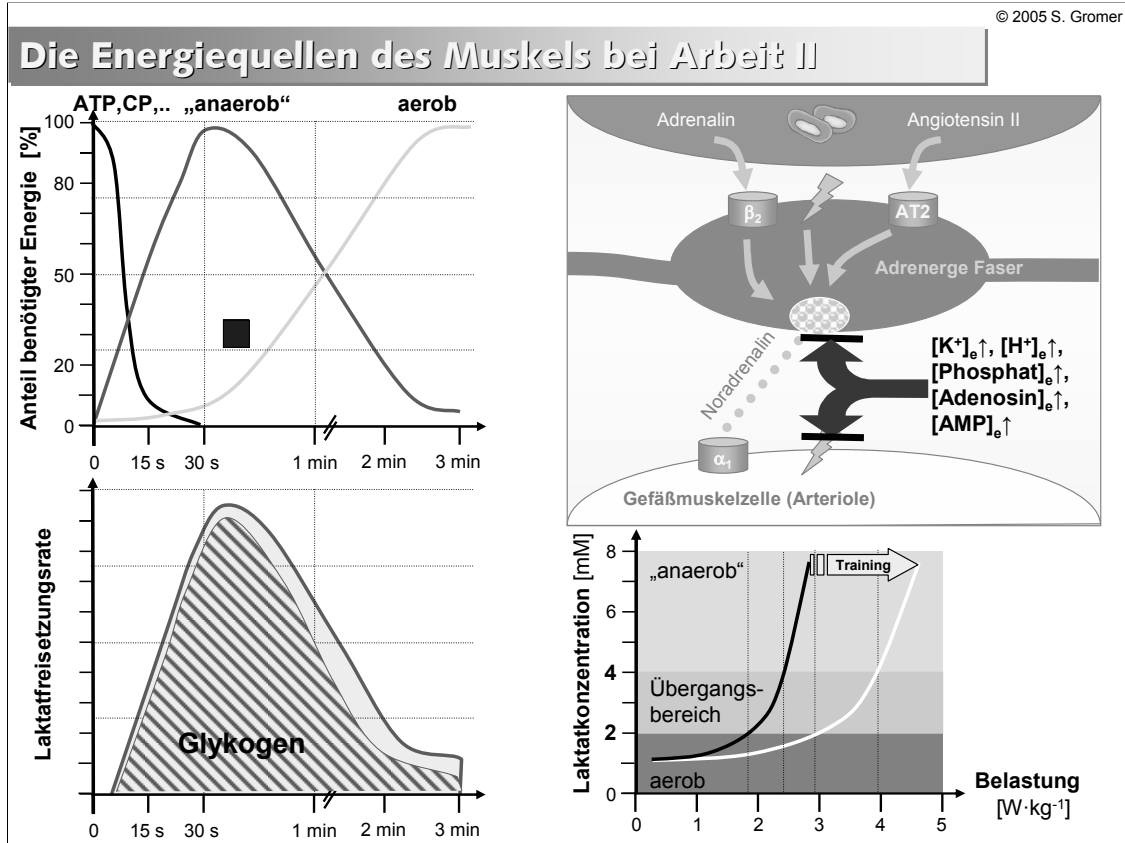 © 2005 S. Gromer
Die Energiequellen des Muskels bei Arbeit II
ATP,CP,.. „anaerob“ aerob
Anteil benötigter Energie [%]
100
80
50
20
0
0 15 s 30 s 1 min 2 min 3 min
Laktatfreisetzungsrate
Glykogen
0 15 s 30 s 1 min 2 min 3 min
Adrenalin Angiotensin II
β2 AT2
Adrenerge Faser
Noradrenalin
[K+]e↑, [H+]e↑,
[Phosphat]e↑,
[Adenosin]e↑,
[AMP]e↑
α1
Gefäßmuskelzelle (Arteriole)
Laktatkonzentration [mM]
8
6
4
2
0
„anaerob“
Training
Übergangs-
bereich
aerob
0 1 2 3 4 5
Belastung
[W·kg-1]